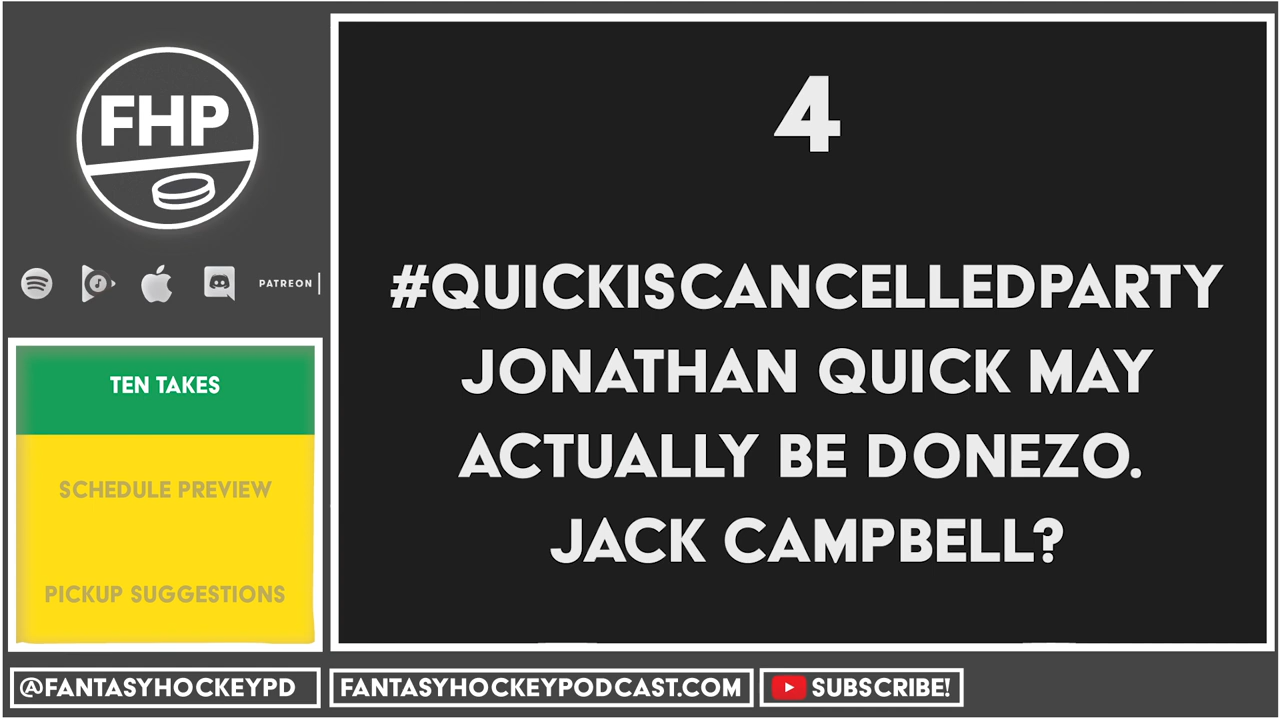 FHP
PATREON
TEN TAKES
SCHEDULE PREVIEW
PICKUP SUGGESTIONS
4
#QUICKISCANCELLEDPARTY
JONATHAN QUICK MAY
ACTUALLY BE DONEZO.
JACK CAMPBELL?
@FANTASYHOCKEYPD
FANTASYHOCKEYPODCAST.COM
SUBSCRIBE!